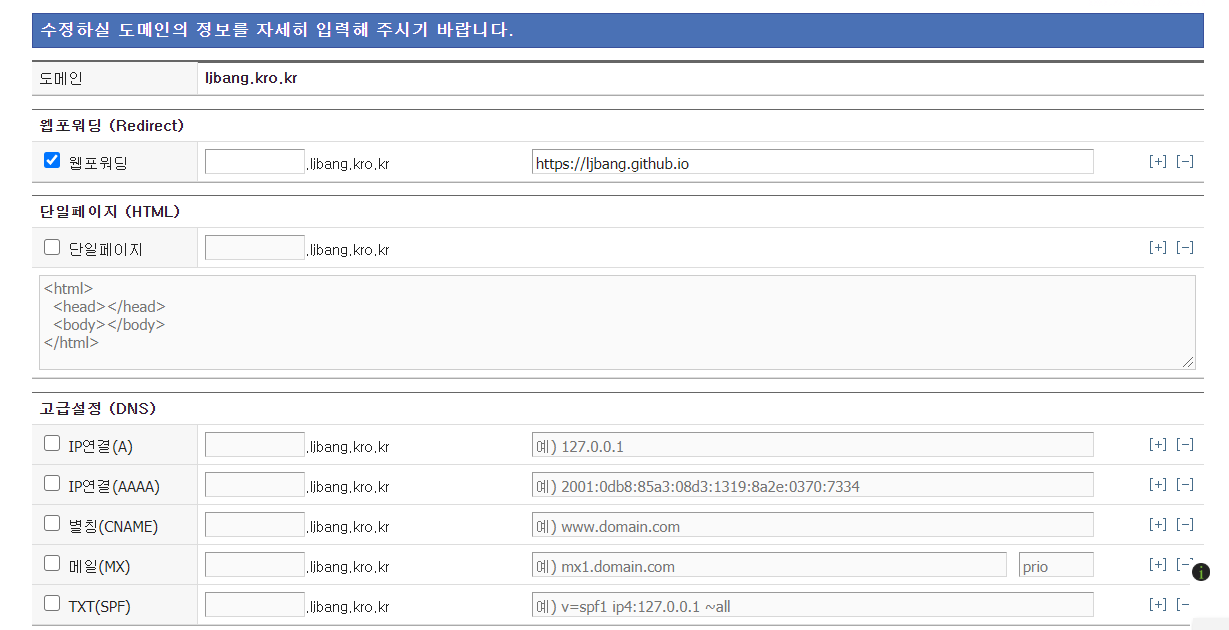 수정하실 도메인의 정보를 자세히 입력해 주시기 바랍니다.
도메인 ljbang.kro.kr
웹포워딩 (Redirect)
웹포워딩 .ljbang.kro.kr https://ljbang.github.io [+] [-]
단일페이지 (HTML)
단일페이지 .ljbang.kro.kr [+] [-]
<html>
<head></head>
<body></body>
</html>
고급설정 (DNS)
IP연결(A) .ljbang.kro.kr 예) 127.0.0.1 [+] [-]
IP연결(AAAA) .ljbang.kro.kr 예) 2001:0db8:85a3:08d3:1319:8a2e:0370:7334 [+] [-]
별칭(CNAME) .ljbang.kro.kr 예) www.domain.com [+] [-]
메일(MX) .ljbang.kro.kr 예) mx1.domain.com prio [+] [-
TXT(SPF) .ljbang.kro.kr 예) v=spf1 ip4:127.0.0.1 ~all [+] [-